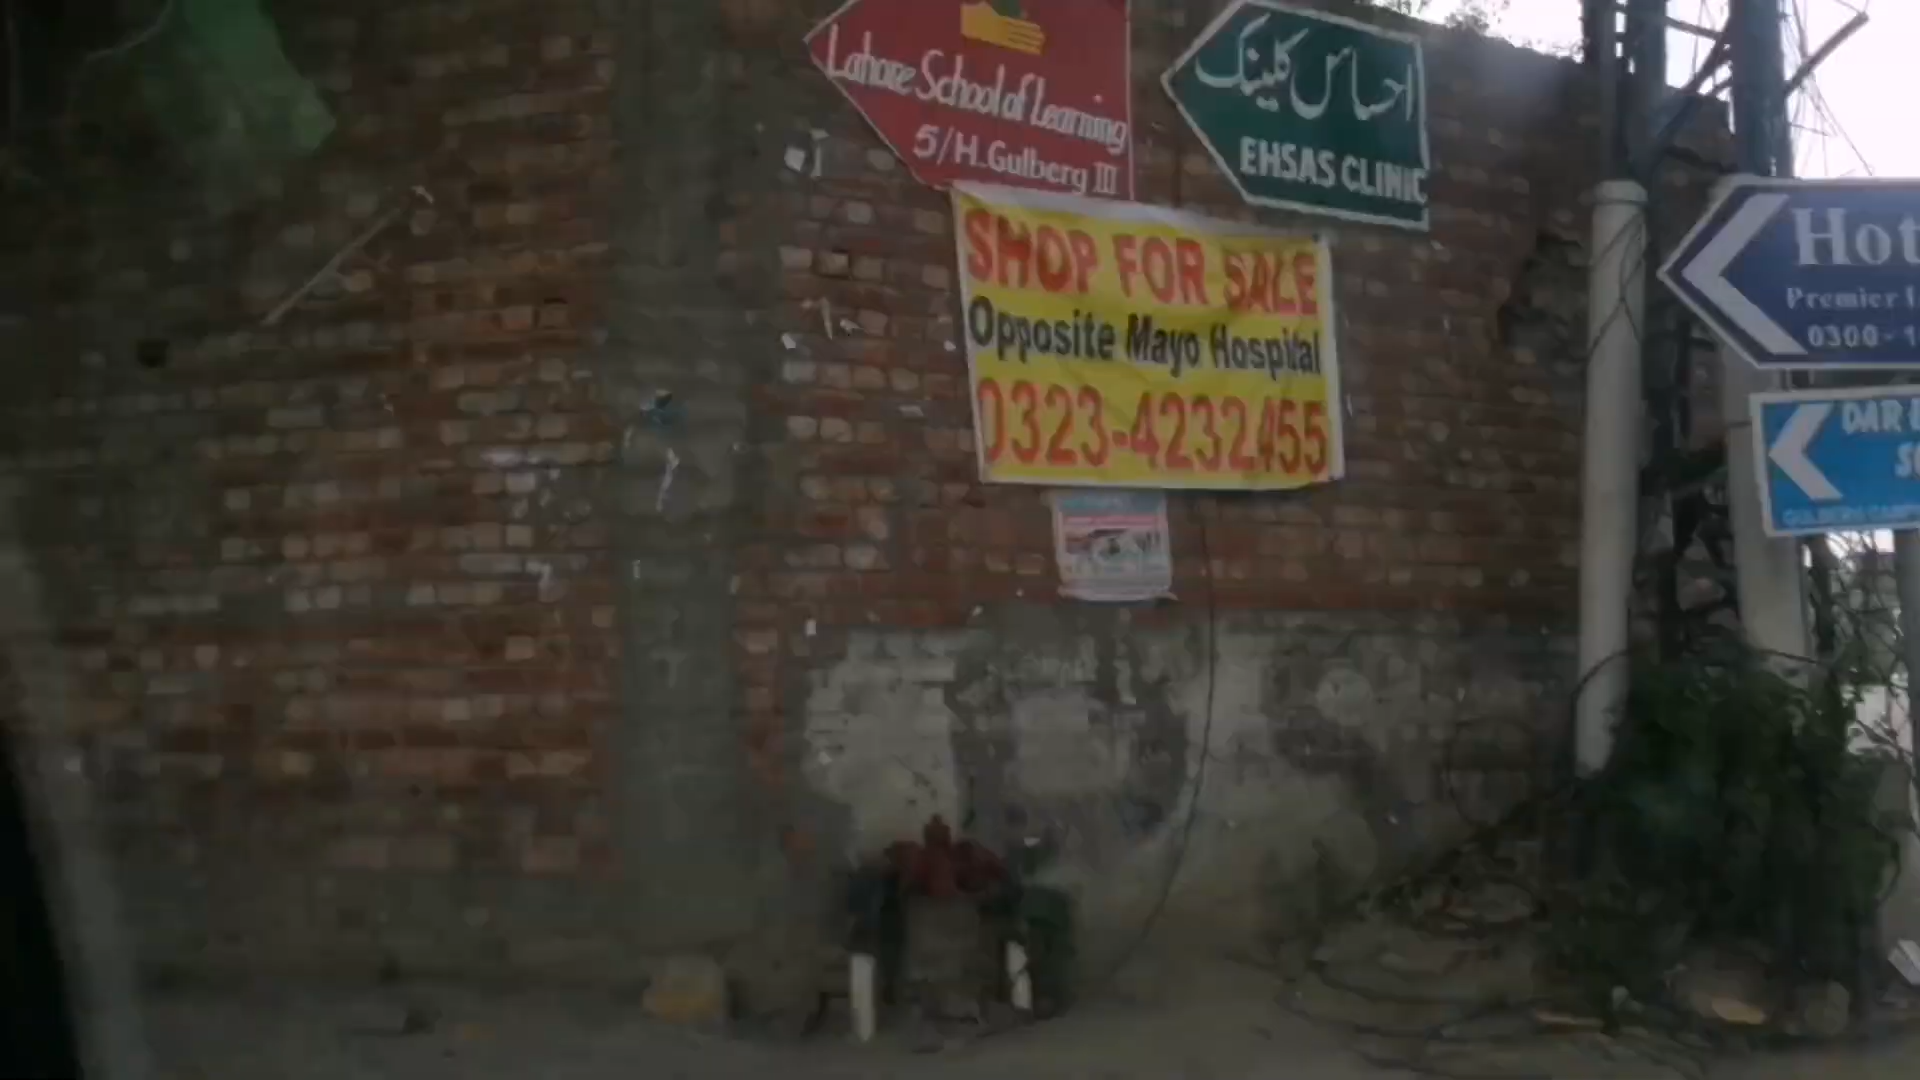 Lahore School of Learning
5/H.Gulberg III
احساس کلینک
EHSAS CLINIC
SHOP FOR SALE
Opposite Mayo Hospital
0323-4232455
Hot
Premier
0300-1
DAR